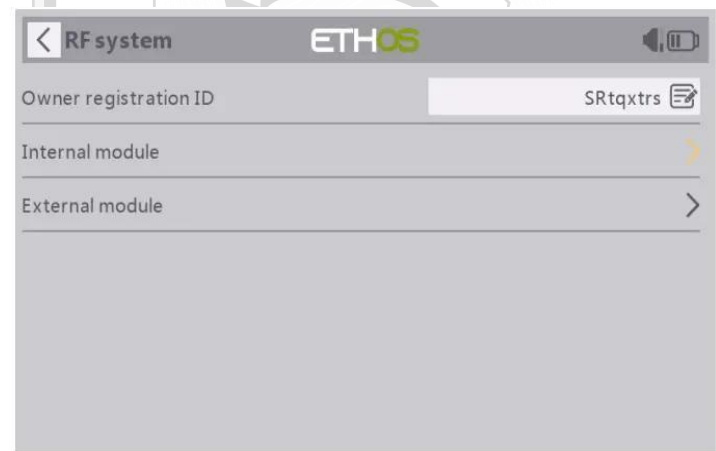 RF system
ETHOS
Owner registration ID
SRtqxtrs
Internal module
External module